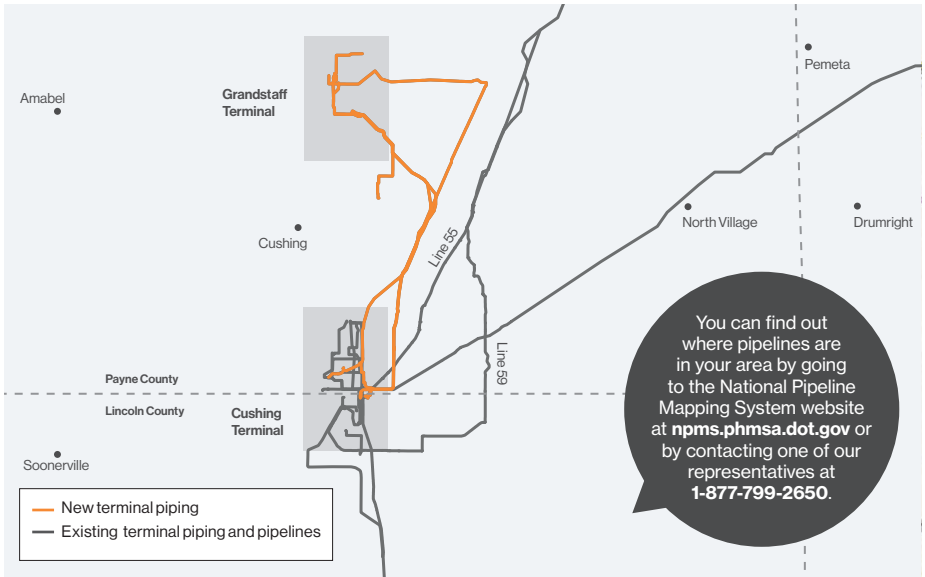 Pemeta
Amabel
Grandstaff
Terminal
North Village
Drumright
Cushing
Line 55
Line 59
Payne County
Lincoln County
Cushing
Terminal
Soonerville
New terminal piping
Existing terminal piping and pipelines
You can find out
where pipelines are
in your area by going
to the National Pipeline
Mapping System website
at npms.phmsa.dot.gov or
by contacting one of our
representatives at
1-877-799-2650.